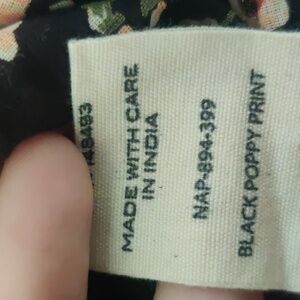 MADE WITH CARE
IN INDIA
NAP-894-399
BLACK POPPY PRINT